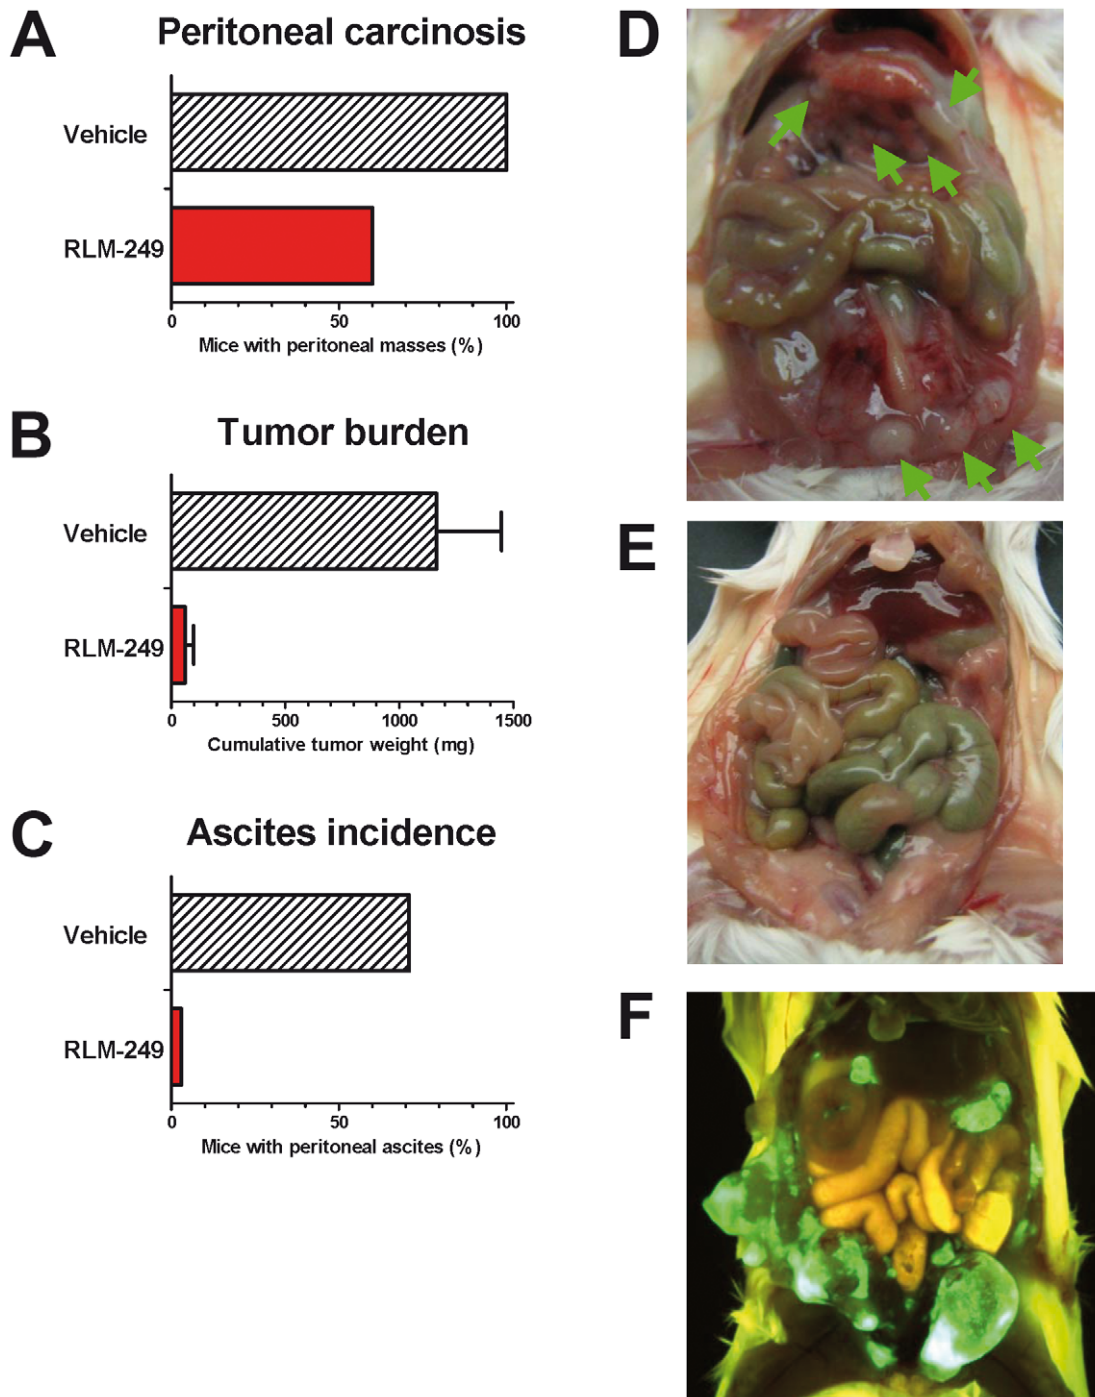 A Peritoneal carcinosis
Vehicle
RLM-249
0 50 100
Mice with peritoneal masses (%)
B Tumor burden
Vehicle
RLM-249
0 500 1000 1500
Cumulative tumor weight (mg)
C Ascites incidence
Vehicle
RLM-249
0 50 100
Mice with peritoneal ascites (%)
D
E
F